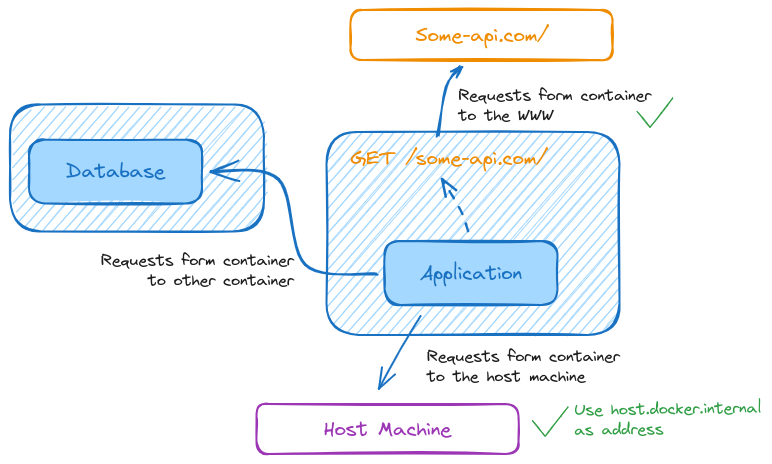 Some-api.com/
Requests form container
to the WWW
GET /some-api.com/
Database
Application
Requests form container
to other container
Requests form container
to the host machine
Host Machine
Use host.docker.internal
as address